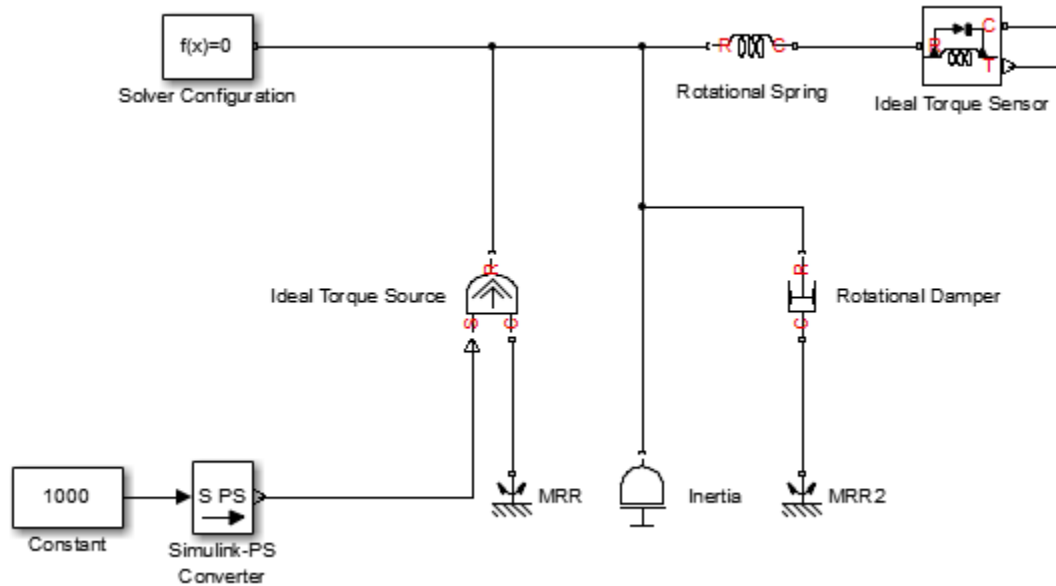 f(x)=0
Solver Configuration
R
C
Rotational Spring
R
C
T
Ideal Torque Sensor
Ideal Torque Source
R
S
C
R
C
Rotational Damper
1000
Constant
S PS
Simulink-PS
Converter
MRR
Inertia
MRR2